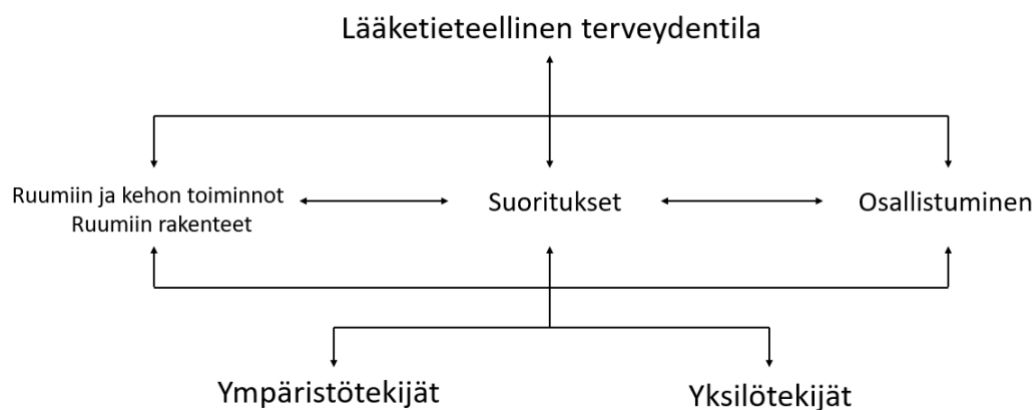 Lääketieteellinen terveydentila
Ruumiin ja kehon toiminnot
Ruumiin rakenteet
Suoritukset
Osallistuminen
Ympäristötekijät
Yksilötekijät